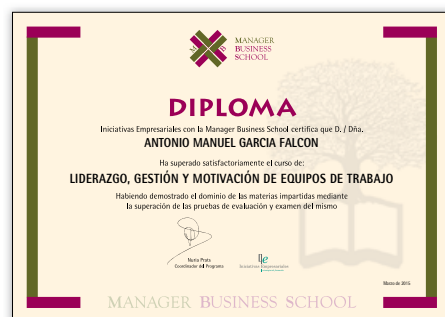 M B
MANAGER
BUSINESS
SCHOOL
DIPLOMA
Iniciativas Empresariales con la Manager Business School certifica que D. / Dña.
ANTONIO MANUEL GARCIA FALCON
Ha superado satisfactoriamente el curso de:
LIDERAZGO, GESTIÓN Y MOTIVACIÓN DE EQUIPOS DE TRABAJO
Habiendo demostrado el dominio de las materias impartidas mediante
la superación de las pruebas de evaluación y examen del mismo
Coordinador del Programa
Iniciativas Empresariales
Marzo de 2015
MANAGER BUSINESS SCHOOL